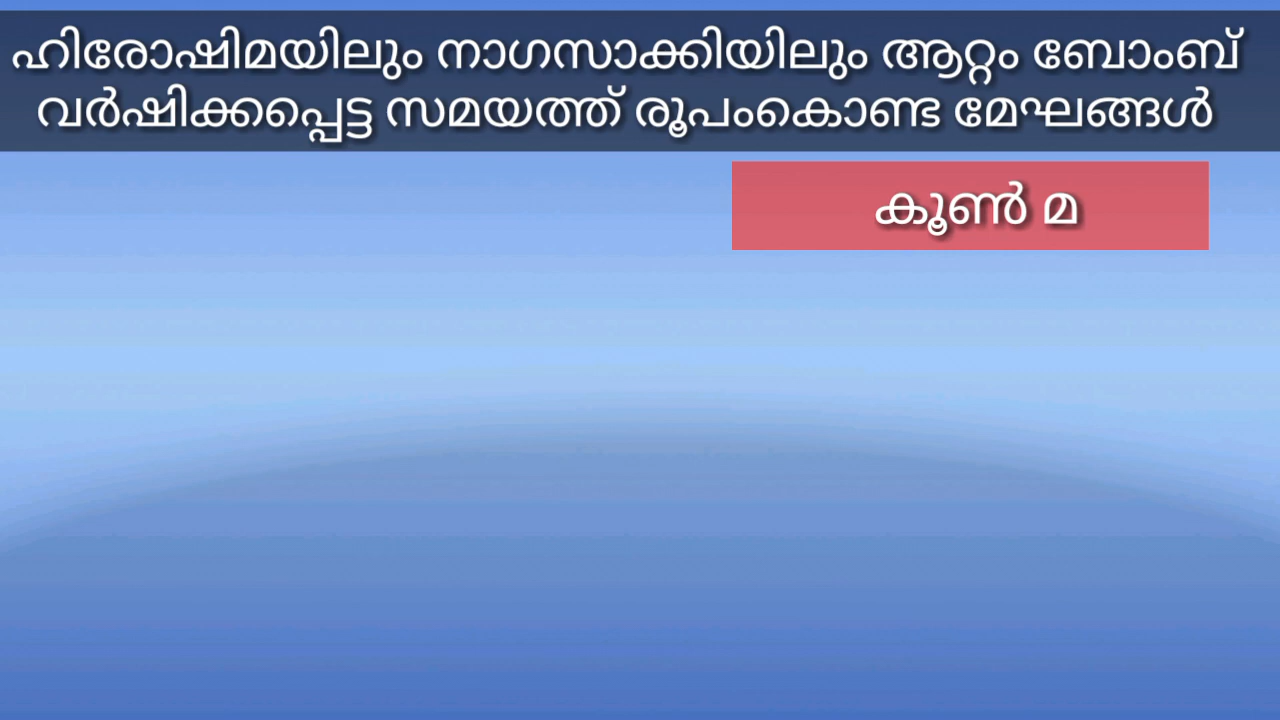 ഹിരോഷിമയിലും നാഗസാക്കിയിലും ആറ്റം ബോംബ്
വർഷിക്കപ്പെട്ട സമയത്ത് രൂപംകൊണ്ട മേഘങ്ങൾ
കൂൺ മ